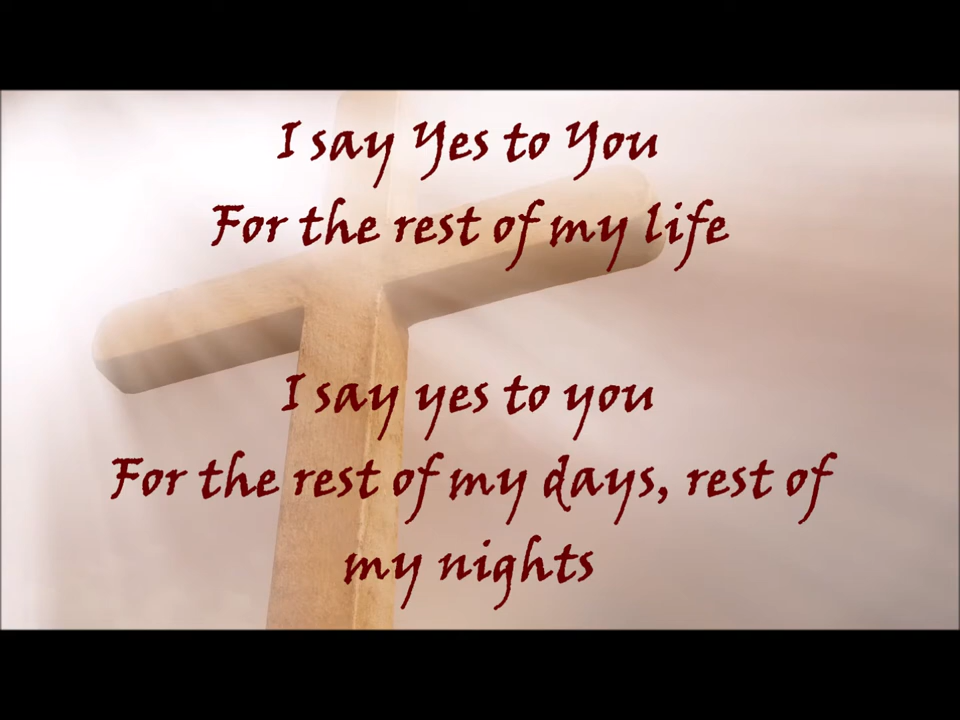 I say Yes to You
For the rest of my life
I say yes to you
For the rest of my days, rest of
my nights